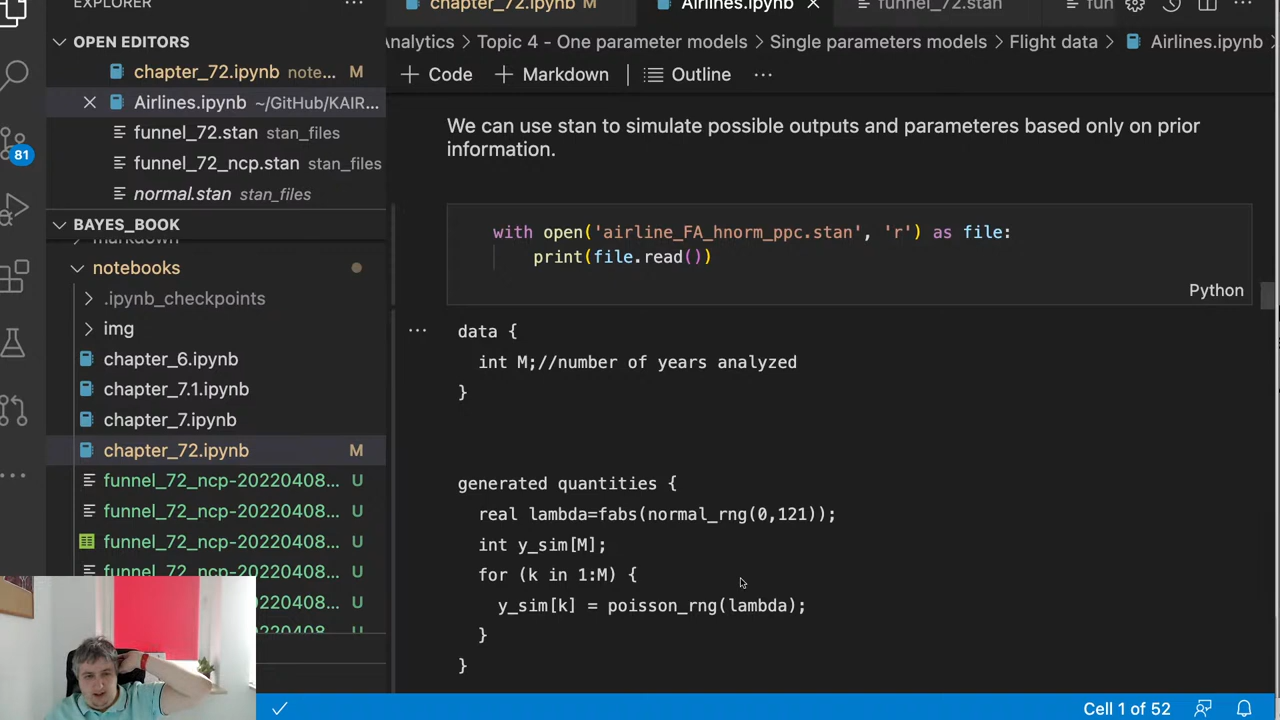 EXPLORER
OPEN EDITORS
chapter_72.ipynb note... M
Airlines.ipynb ~/GitHub/KAIR...
funnel_72.stan stan_files
funnel_72_ncp.stan stan_files
normal.stan stan_files
81
BAYES_BOOK
markdown
notebooks
.ipynb_checkpoints
img
chapter_6.ipynb
chapter_7.1.ipynb
chapter_7.ipynb
chapter_72.ipynb M
funnel_72_ncp-20220408... U
funnel_72_ncp-20220408... U
funnel_72_ncp-20220408... U
funnel_72_ncp-20220408... U
chapter_72.ipynb M
Airlines.ipynb
funnel_72.stan
fun
Analytics > Topic 4 - One parameter models > Single parameters models > Flight data > Airlines.ipynb
+ Code + Markdown Outline ...
We can use stan to simulate possible outputs and parameteres based only on prior
information.
with open('airline_FA_hnorm_ppc.stan', 'r') as file:
print(file.read())
Python
data {
int M;//number of years analyzed
}
generated quantities {
real lambda=fabs(normal_rng(0,121));
int y_sim[M];
for (k in 1:M) {
y_sim[k] = poisson_rng(lambda);
}
}
Cell 1 of 52